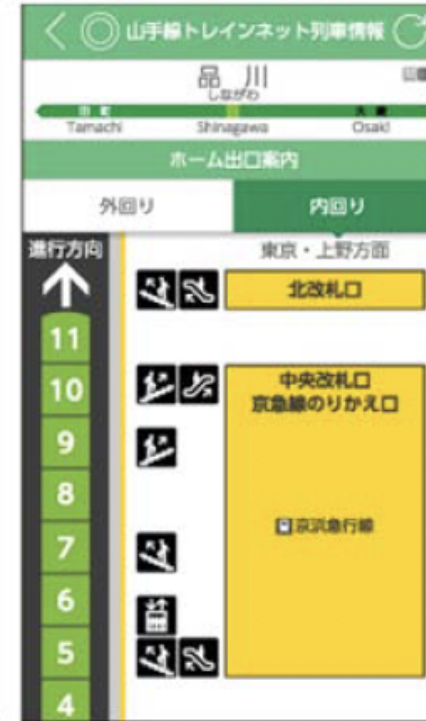 山手線トレインネット列車情報
品 川
しながわ
田 町
大 崎
Tamachi
Shinagawa
Osaki
ホーム出口案内
外回り
内回り
進行方向
東京・上野方面
北改札口
11
10
中央改札口
京急線のりかえ口
9
8
京浜急行線
7
6
5
4